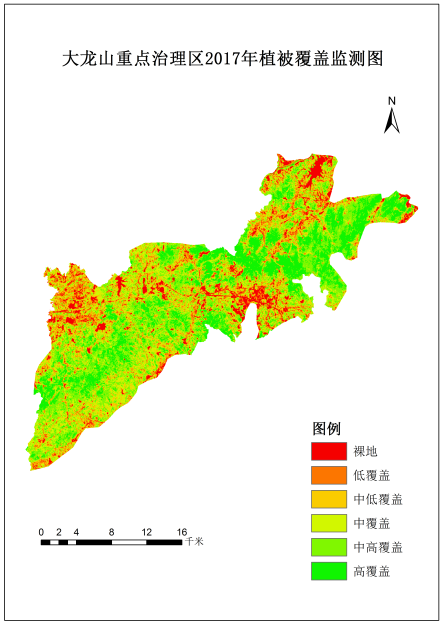 大龙山重点治理区2017年植被覆盖监测图
N
图例
裸地
低覆盖
中低覆盖
中覆盖
中高覆盖
高覆盖
0 2 4 8 12 16
千米